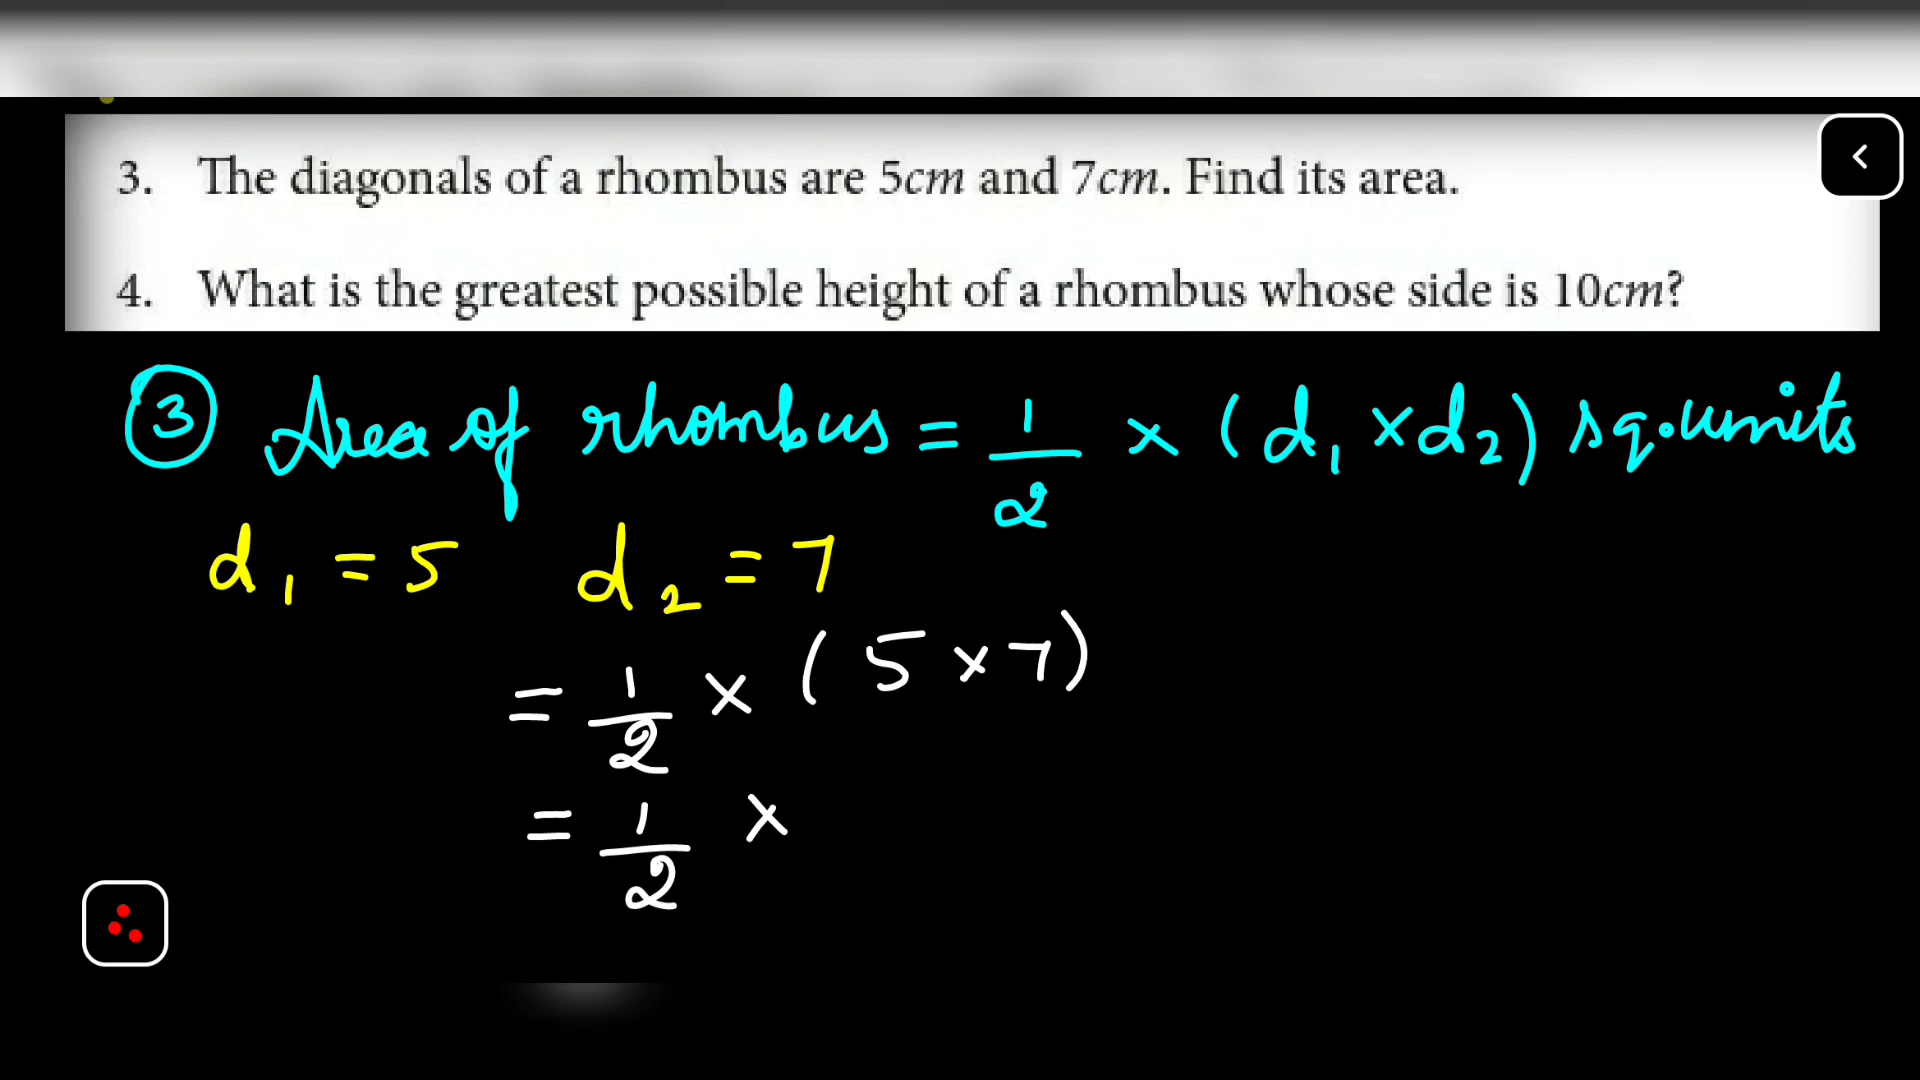 3. The diagonals of a rhombus are 5cm and 7cm. Find its area.
4. What is the greatest possible height of a rhombus whose side is 10cm?
③ Area of rhombus = 1/2 × (d₁ × d₂) sq.units
d₁ = 5 d₂ = 7
= 1/2 × (5 × 7)
= 1/2 ×